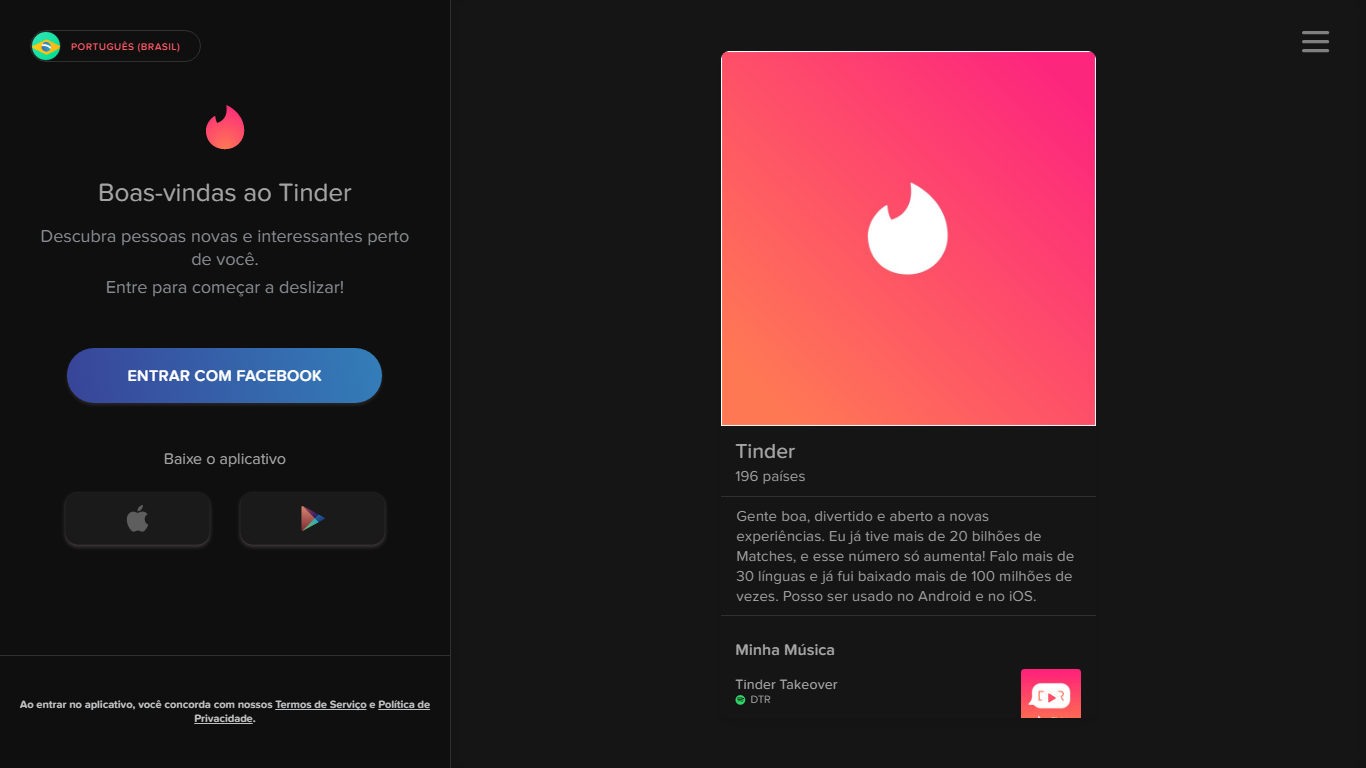 PORTUGUÊS (BRASIL)
Boas-vindas ao Tinder
Descubra pessoas novas e interessantes perto
de você.
Entre para começar a deslizar!
ENTRAR COM FACEBOOK
Baixe o aplicativo
Ao entrar no aplicativo, você concorda com nossos Termos de Serviço e Política de
Privacidade.
Tinder
196 países
Gente boa, divertido e aberto a novas
experiências. Eu já tive mais de 20 bilhões de
Matches, e esse número só aumenta! Falo mais de
30 línguas e já fui baixado mais de 100 milhões de
vezes. Posso ser usado no Android e no iOS.
Minha Música
Tinder Takeover
DTR